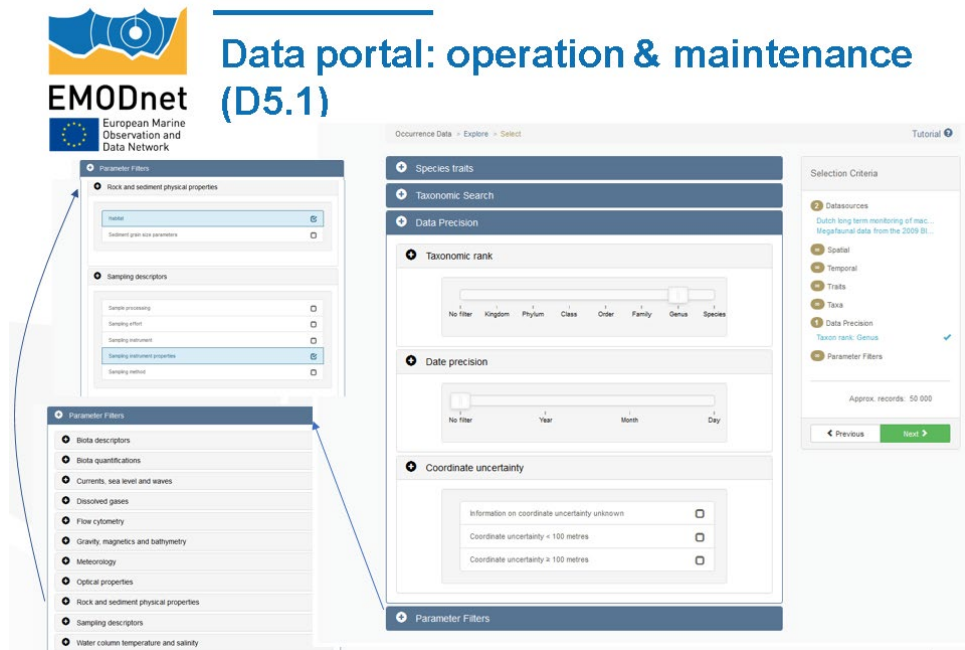 Data portal: operation & maintenance
(D5.1)
EMODnet
European Marine
Observation and
Data Network
Parameter Filters
Rock and sediment physical properties
Habitat
Sediment grain size parameters
Sampling descriptors
Sample processing
Sampling effort
Sampling instrument
Sampling instrument properties
Sampling method
Parameter Filters
Biota descriptors
Biota quantifications
Currents, sea level and waves
Dissolved gases
Flow cytometry
Gravity, magnetics and bathymetry
Meteorology
Optical properties
Rock and sediment physical properties
Sampling descriptors
Water column temperature and salinity
Occurrence Data > Explore > Select
Tutorial
Species traits
Taxonomic Search
Data Precision
Taxonomic rank
No filter Kingdom Phylum Class Order Family Genus Species
Date precision
No filter Year Month Day
Coordinate uncertainty
Information on coordinate uncertainty unknown
Coordinate uncertainty < 100 metres
Coordinate uncertainty ≥ 100 metres
Parameter Filters
Selection Criteria
2 Datasources
Dutch long term monitoring of mac...
Megafaunal data from the 2009 BI...
Spatial
Temporal
Traits
Taxa
1 Data Precision
Taxon rank: Genus
Parameter Filters
Approx. records: 50 000
Previous Next